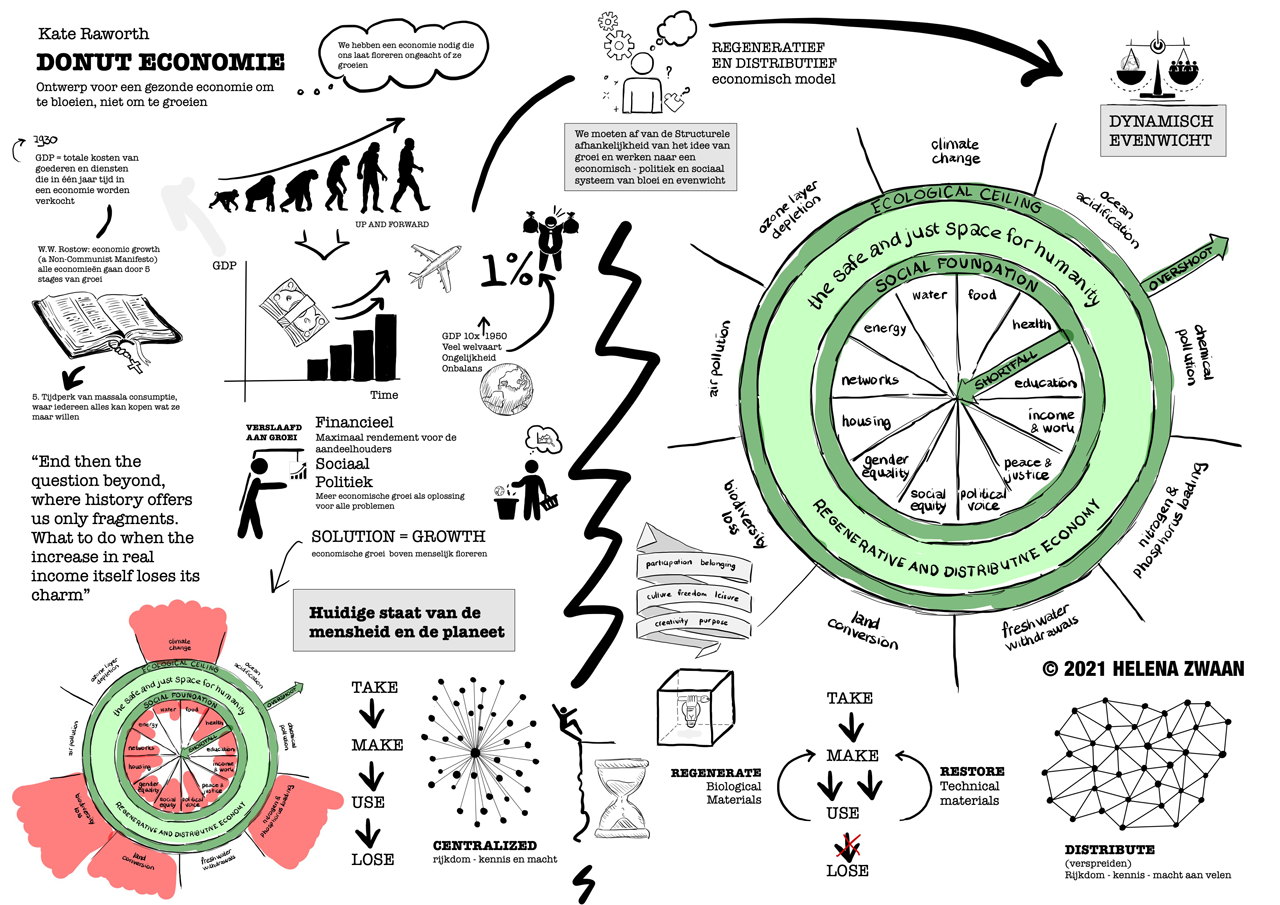 Kate Raworth
DONUT ECONOMIE
Ontwerp voor een gezonde economie om
te bloeien, niet om te groeien
We hebben een economie nodig die
ons laat floreren ongeacht of ze
groeien
1930
GDP = totale kosten van
goederen en diensten
die in één jaar tijd in
een economie worden
verkocht
W.W. Rostow: economic growth
(a Non-Communist Manifesto)
alle economieën gaan door 5
stages van groei
5. Tijdperk van massala consumptie,
waar iedereen alles kan kopen wat ze
maar willen
"End then the
question beyond,
where history offers
us only fragments.
What to do when the
increase in real
income itself loses its
charm"
UP AND FORWARD
GDP
Time
1%
GDP 10x 1950
Veel welvaart
Ongelijkheid
Onbalans
VERSLAAFD
AAN GROEI
Financieel
Maximaal rendement voor de
aandeelhouders
Sociaal
Politiek
Meer economische groei als oplossing
voor alle problemen
SOLUTION = GROWTH
economische groei boven menselijk floreren
Huidige staat van de
mensheid en de planeet
climate
change
ozone layer
depletion
ocean
acidification
ECOLOGICAL CEILING
the safe and just space for humanity
SOCIAL FOUNDATION
OVERSHOOT
water
food
energy
health
networks
SHORTFALL
education
housing
income
& work
gender
equality
peace &
justice
social
equity
political
voice
REGENERATIVE AND DISTRIBUTIVE ECONOMY
air pollution
chemical
pollution
biodiversity
loss
nitrogen &
phosphorus loading
land
conversion
freshwater
withdrawals
TAKE
MAKE
USE
LOSE
CENTRALIZED
rijkdom - kennis en macht
REGENERATIEF
EN DISTRIBUTIEF
economisch model
We moeten af van de Structurele
afhankelijkheid van het idee van
groei en werken naar een
economisch - politiek en sociaal
systeem van bloei en evenwicht
DYNAMISCH
EVENWICHT
climate
change
ozone layer
depletion
ocean
acidification
ECOLOGICAL CEILING
the safe and just space for humanity
SOCIAL FOUNDATION
OVERSHOOT
water
food
energy
health
networks
SHORTFALL
education
housing
income
& work
gender
equality
peace &
justice
social
equity
political
voice
REGENERATIVE AND DISTRIBUTIVE ECONOMY
air pollution
chemical
pollution
biodiversity
loss
nitrogen &
phosphorus loading
land
conversion
freshwater
withdrawals
participation belonging
culture freedom leisure
creativity purpose
© 2021 HELENA ZWAAN
TAKE
MAKE
USE
LOSE
REGENERATE
Biological
Materials
RESTORE
Technical
materials
DISTRIBUTE
(verspreiden)
Rijkdom - kennis - macht aan velen